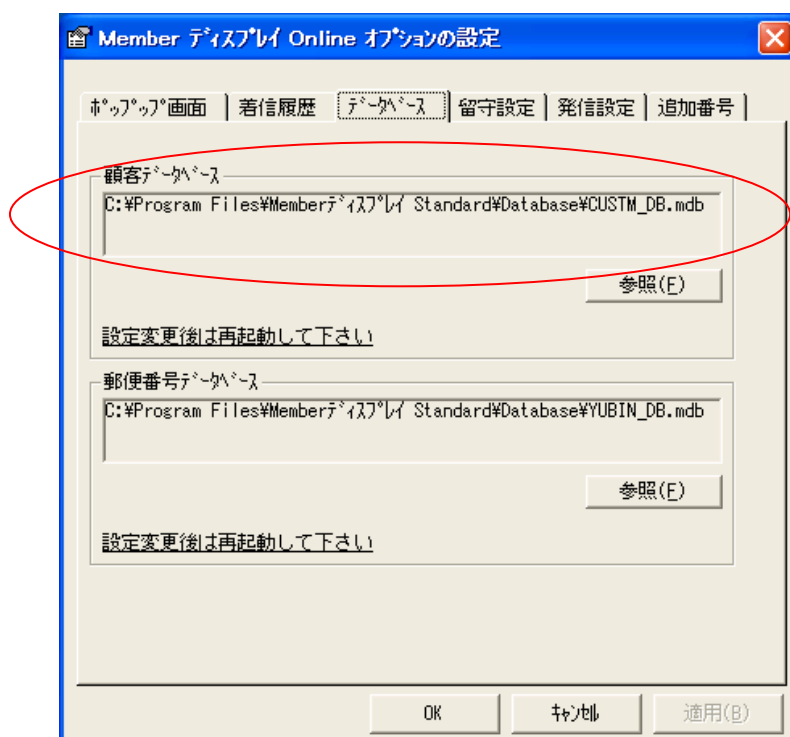 Member ディスプレイ Online オプションの設定
ポップアップ画面 着信履歴 データベース 留守設定 発信設定 追加番号
顧客データベース
C:¥Program Files¥Memberディスプレイ Standard¥Database¥CUSTM_DB.mdb
参照(F)
設定変更後は再起動して下さい
郵便番号データベース
C:¥Program Files¥Memberディスプレイ Standard¥Database¥YUBIN_DB.mdb
参照(F)
設定変更後は再起動して下さい
OK キャンセル 適用(B)